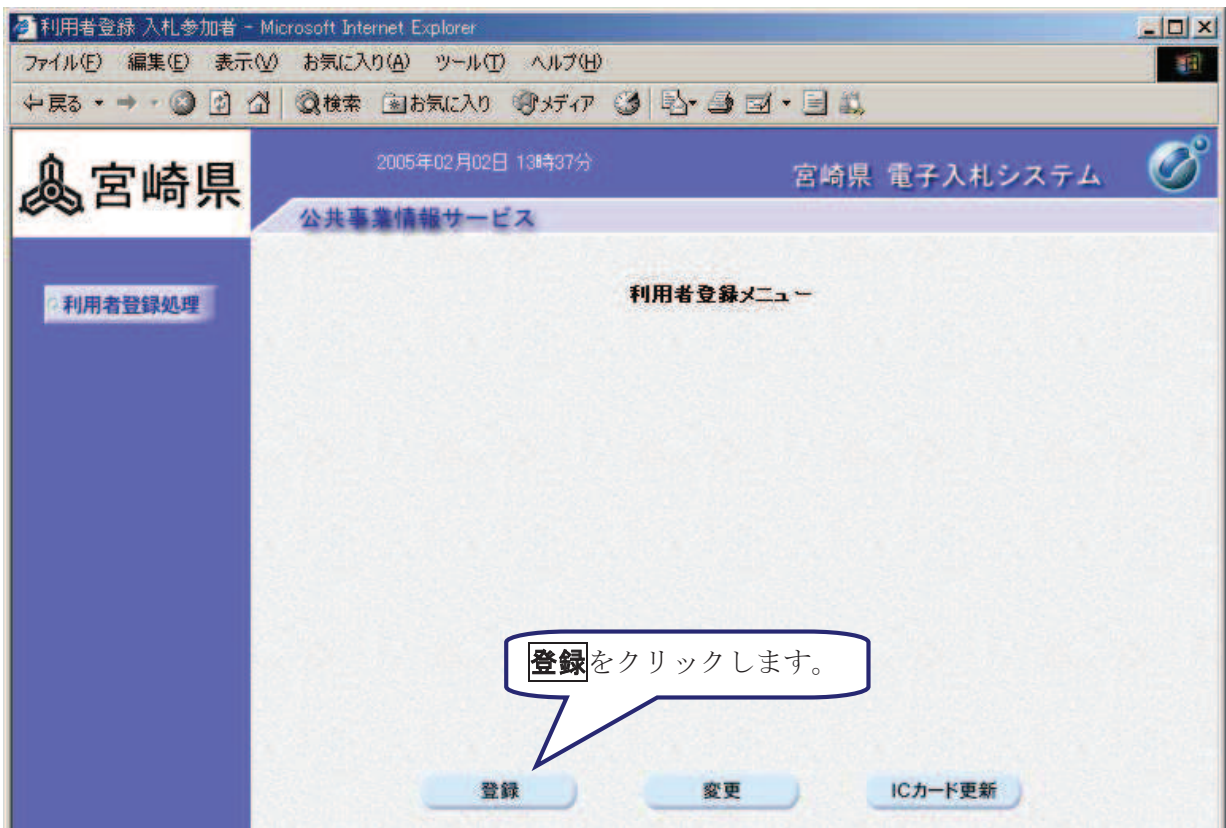 利用者登録 入札参加者 - Microsoft Internet Explorer
ファイル(F) 編集(E) 表示(V) お気に入り(A) ツール(T) ヘルプ(H)
戻る 検索 お気に入り メディア
宮崎県
2005年02月02日 13時37分
宮崎県 電子入札システム
公共事業情報サービス
利用者登録処理
利用者登録メニュー
登録をクリックします。
登録 変更 ICカード更新